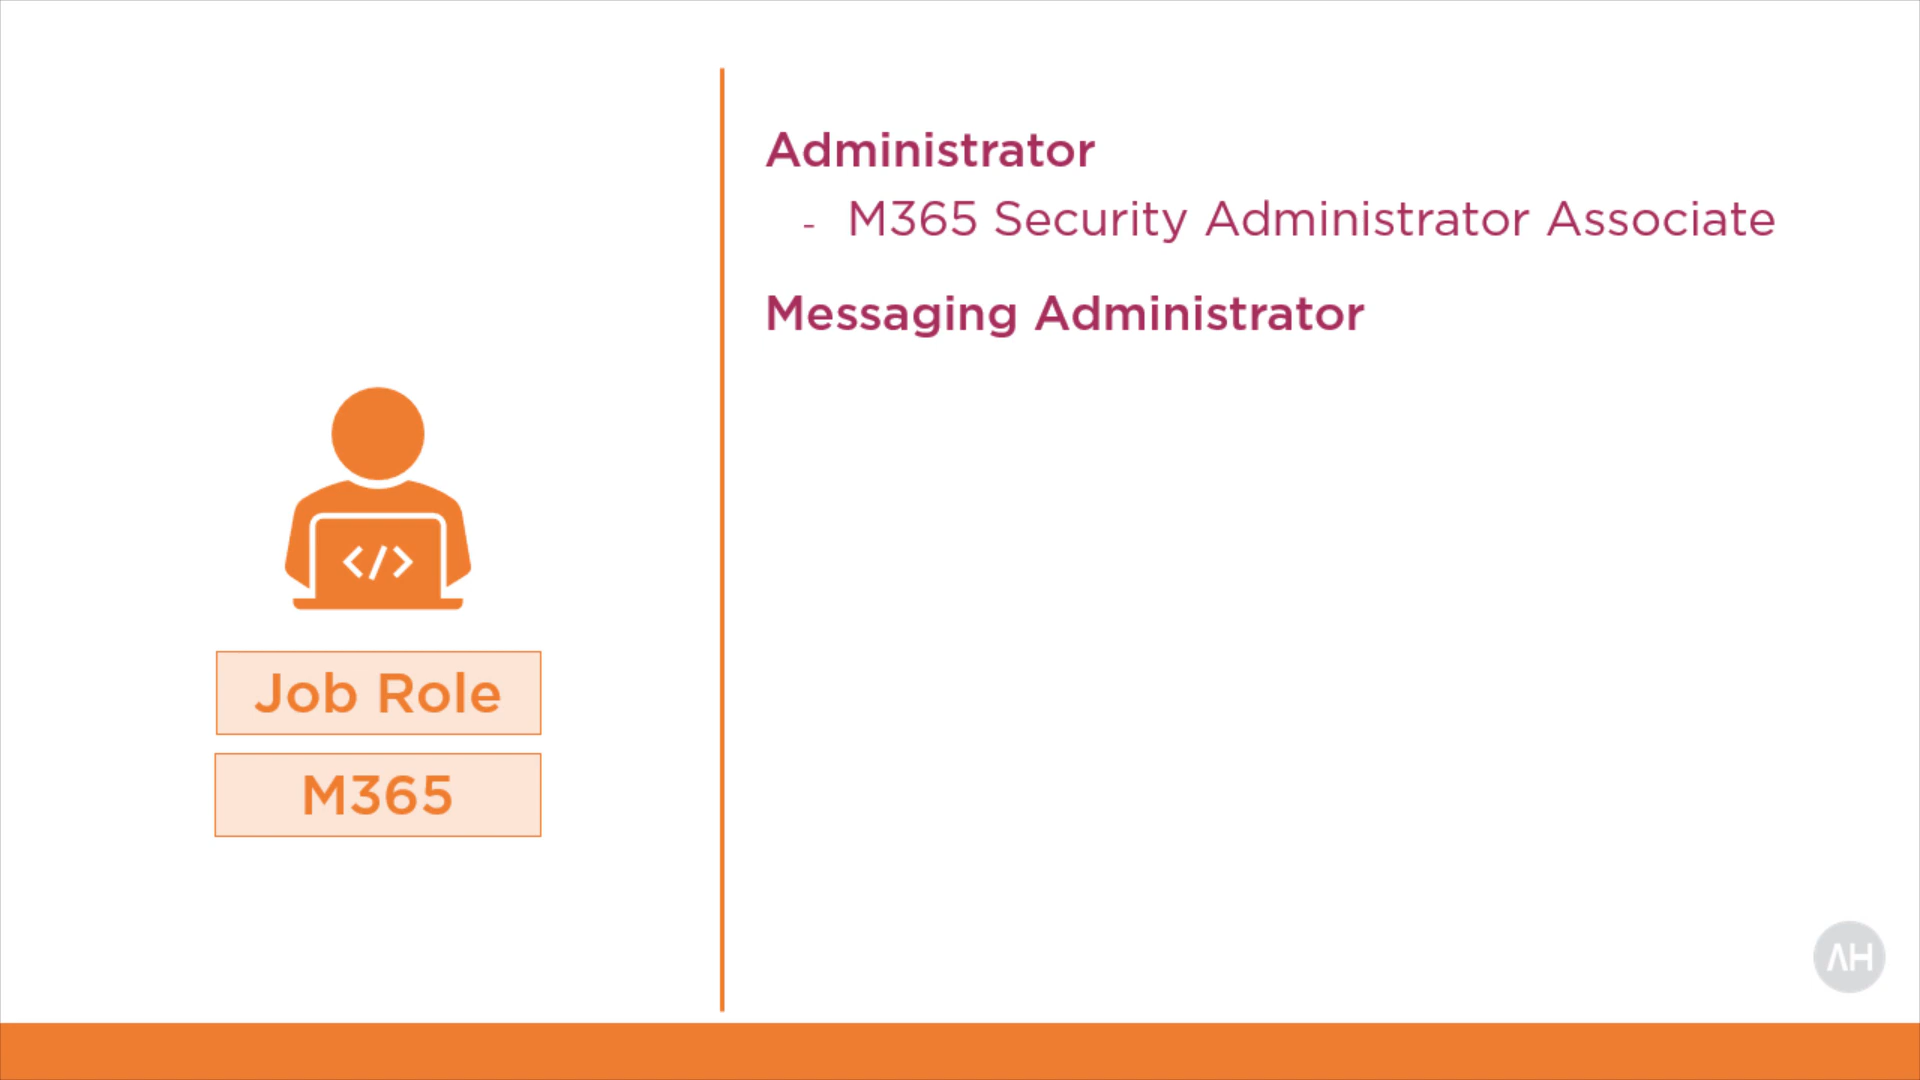 Administrator
- M365 Security Administrator Associate
Messaging Administrator
</>
Job Role
M365
AH